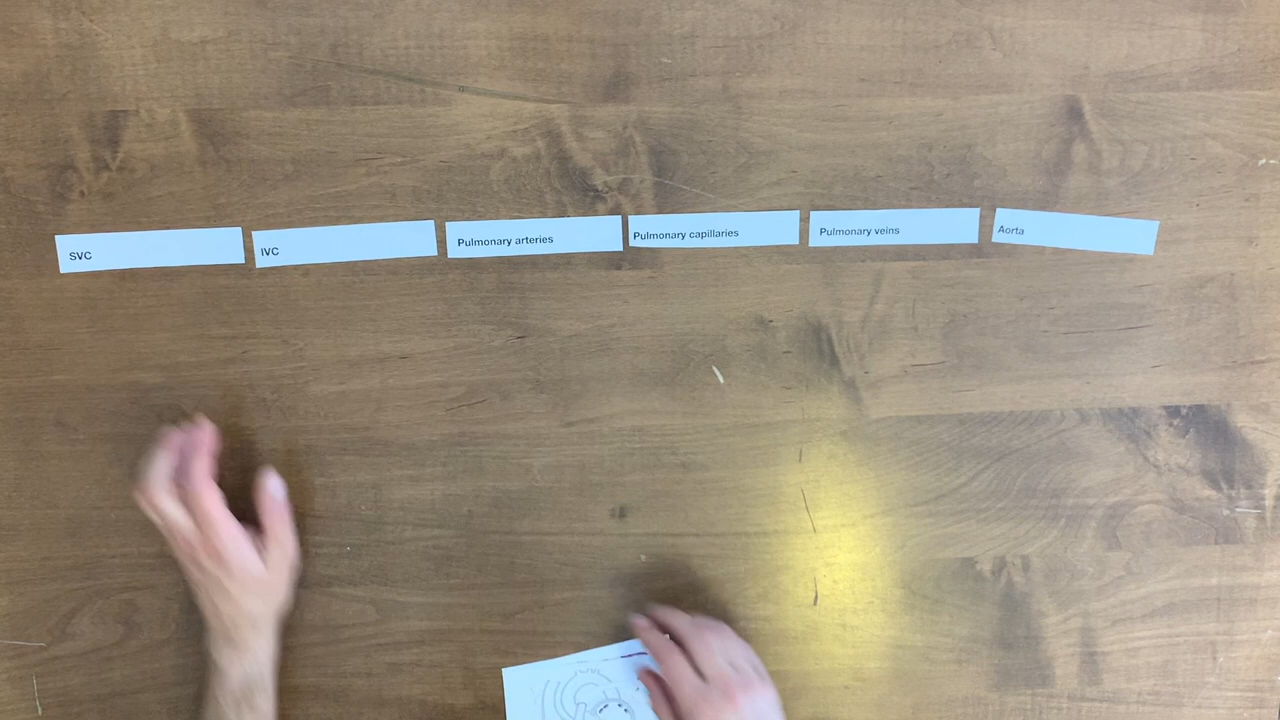 SVC
IVC
Pulmonary arteries
Pulmonary capillaries
Pulmonary veins
Aorta